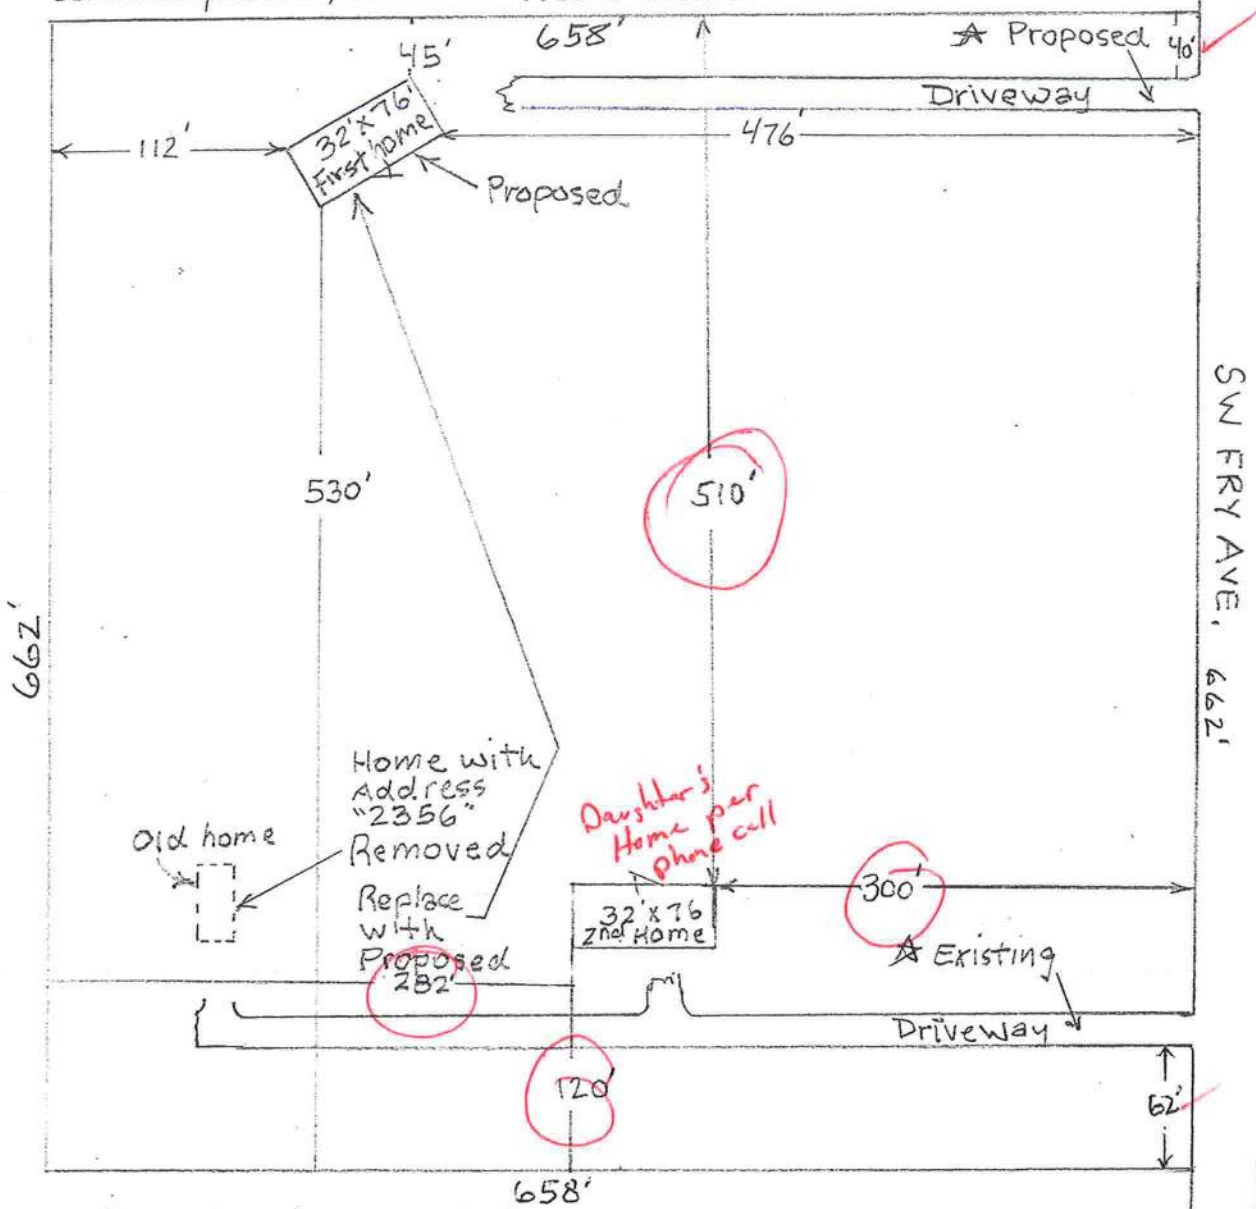 658'
45'
☆ Proposed
40'
Driveway
32'x76'
First home
112'
476'
Proposed
530'
510'
SW FRY AVE. 662'
662'
Home with
Address
"2356"
Removed
Old home
Daughter's
Home per
phone call
Replace
with
Proposed
32'x76
2nd Home
300'
282'
☆ Existing
Driveway
120'
62'
658'